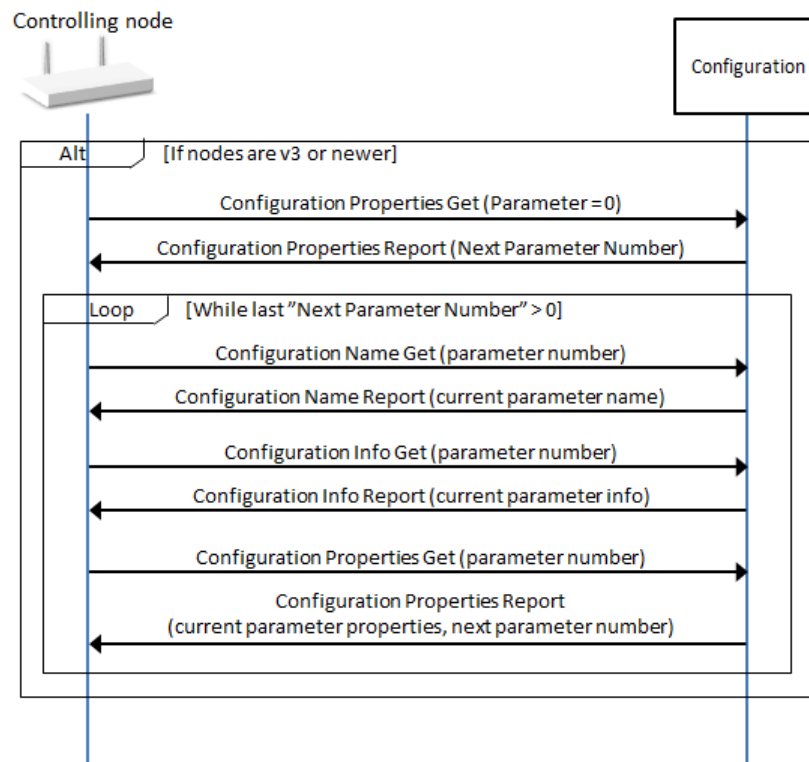 Controlling node
Configuration
Alt
[If nodes are v3 or newer]
Configuration Properties Get (Parameter = 0)
Configuration Properties Report (Next Parameter Number)
Loop
[While last ”Next Parameter Number” > 0]
Configuration Name Get (parameter number)
Configuration Name Report (current parameter name)
Configuration Info Get (parameter number)
Configuration Info Report (current parameter info)
Configuration Properties Get (parameter number)
Configuration Properties Report
(current parameter properties, next parameter number)